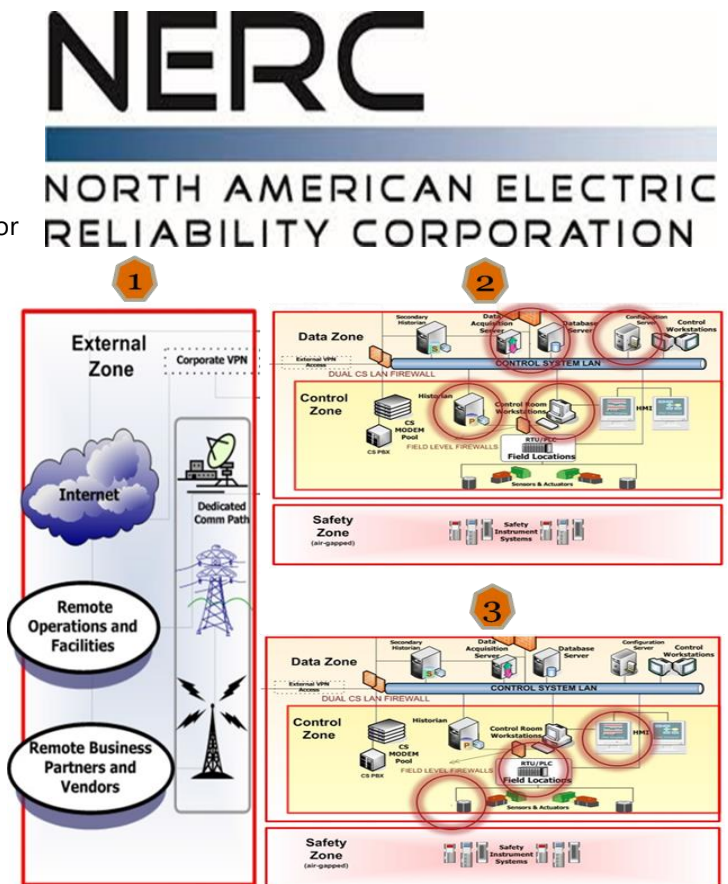 NERC
NORTH AMERICAN ELECTRIC
RELIABILITY CORPORATION
or
1
External
Zone
Corporate VPN
Internet
Dedicated
Comm Path
Remote
Operations and
Facilities
Remote Business
Partners and
Vendors
2
Data Zone
Secondary
Historian
Data
Acquisition
Server
Database
Server
Configuration
Server
Control
Workstations
External VPN
Access
CONTROL SYSTEM LAN
DUAL CS LAN FIREWALL
Control
Zone
CS
MODEM
Pool
CS PBX
Historian
Control Room
Workstations
HMI
FIELD LEVEL FIREWALLS
RTU/PLC
Field Locations
Sensors & Actuators
Safety
Zone
(air-gapped)
Safety
Instrument
Systems
3
Data Zone
Secondary
Historian
Data
Acquisition
Server
Database
Server
Configuration
Server
Control
Workstations
External VPN
Access
CONTROL SYSTEM LAN
DUAL CS LAN FIREWALL
Control
Zone
CS
MODEM
Pool
CS PBX
Historian
Control Room
Workstations
HMI
FIELD LEVEL FIREWALLS
RTU/PLC
Field Locations
Sensors & Actuators
Safety
Zone
(air-gapped)
Safety
Instrument
Systems